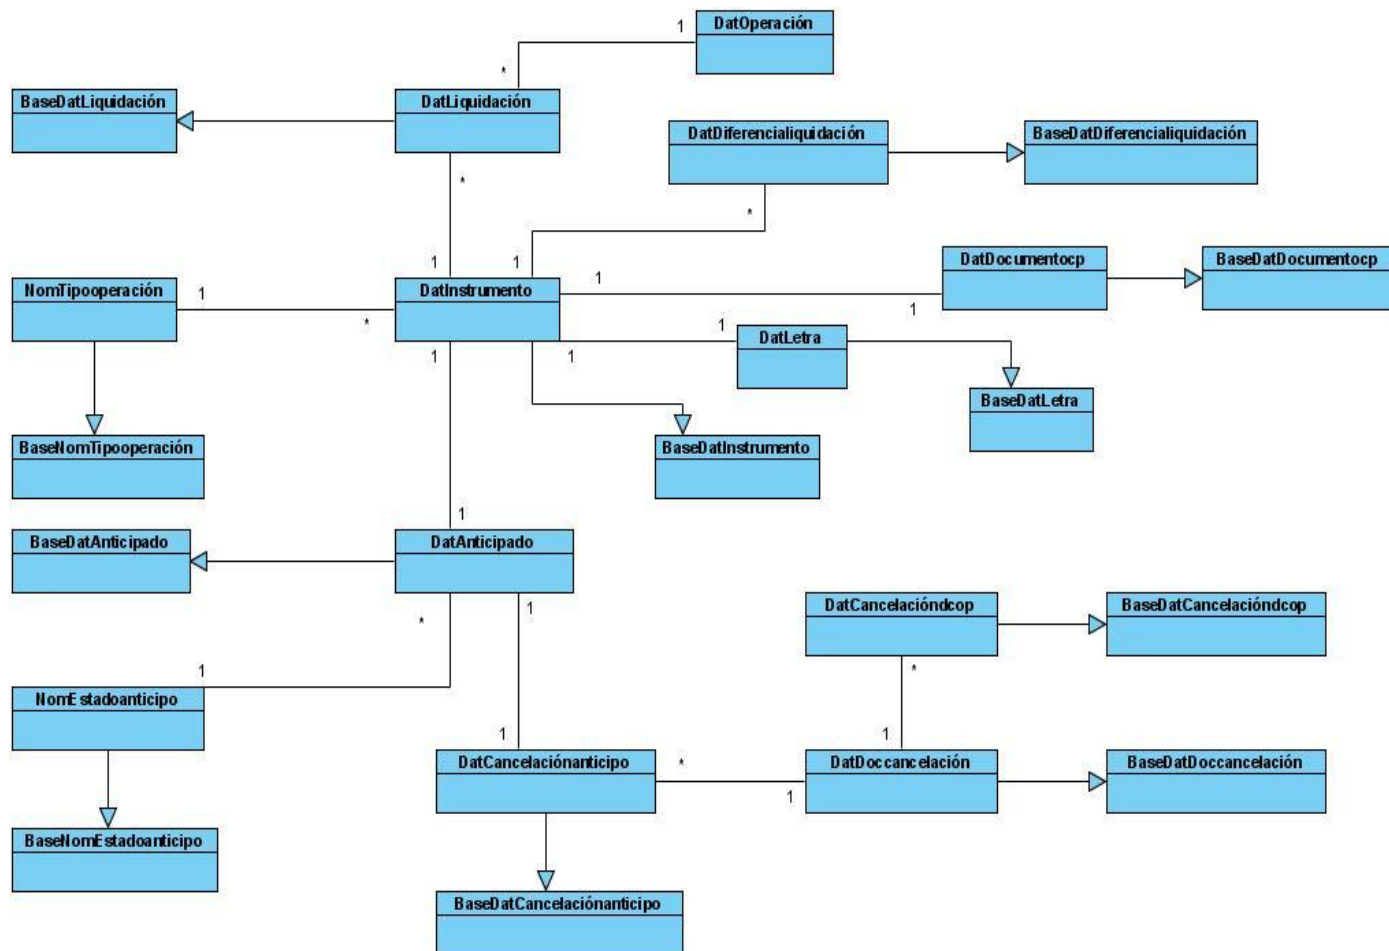 DatOperación
1
*
BaseDatLiquidación
DatLiquidación
DatDiferencialiquidación
BaseDatDiferencialiquidación
*
*
1
1
DatDocumentocp
BaseDatDocumentocp
NomTipooperación
1
*
DatInstrumento
1
1
1
1
1
DatLetra
BaseDatLetra
BaseNomTipooperación
BaseDatInstrumento
1
BaseDatAnticipado
DatAnticipado
*
1
DatCancelacióndcop
BaseDatCancelacióndcop
*
1
NomEstadoanticipo
1
1
DatCancelaciónanticipo
*
1
DatDoccancelación
BaseDatDoccancelación
BaseNomEstadoanticipo
BaseDatCancelaciónanticipo